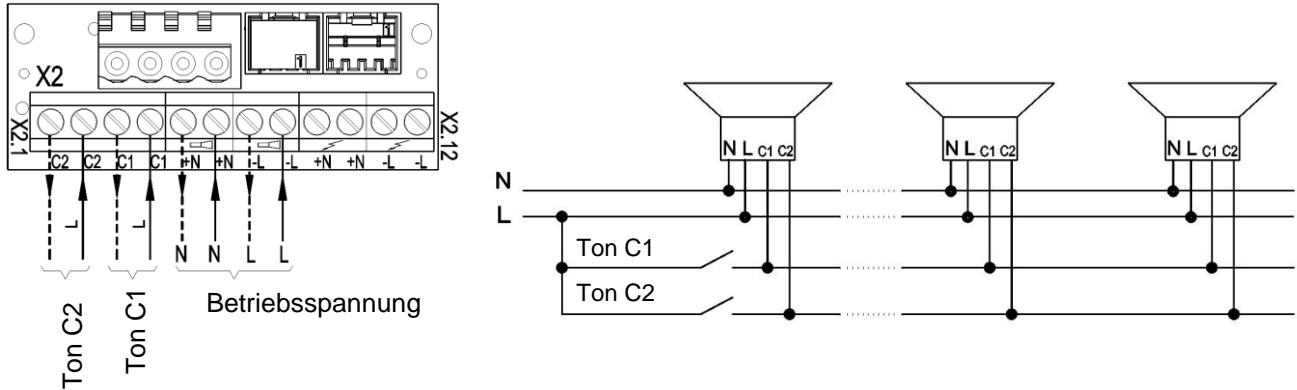 1
1
X2
X2.1
X2.12
C2 C2 C1 C1 +N +N -L -L +N +N -L -L
L L
N N L L
Ton C2
Ton C1
Betriebsspannung
N L C1 C2
N L C1 C2
N L C1 C2
N
L
Ton C1
Ton C2